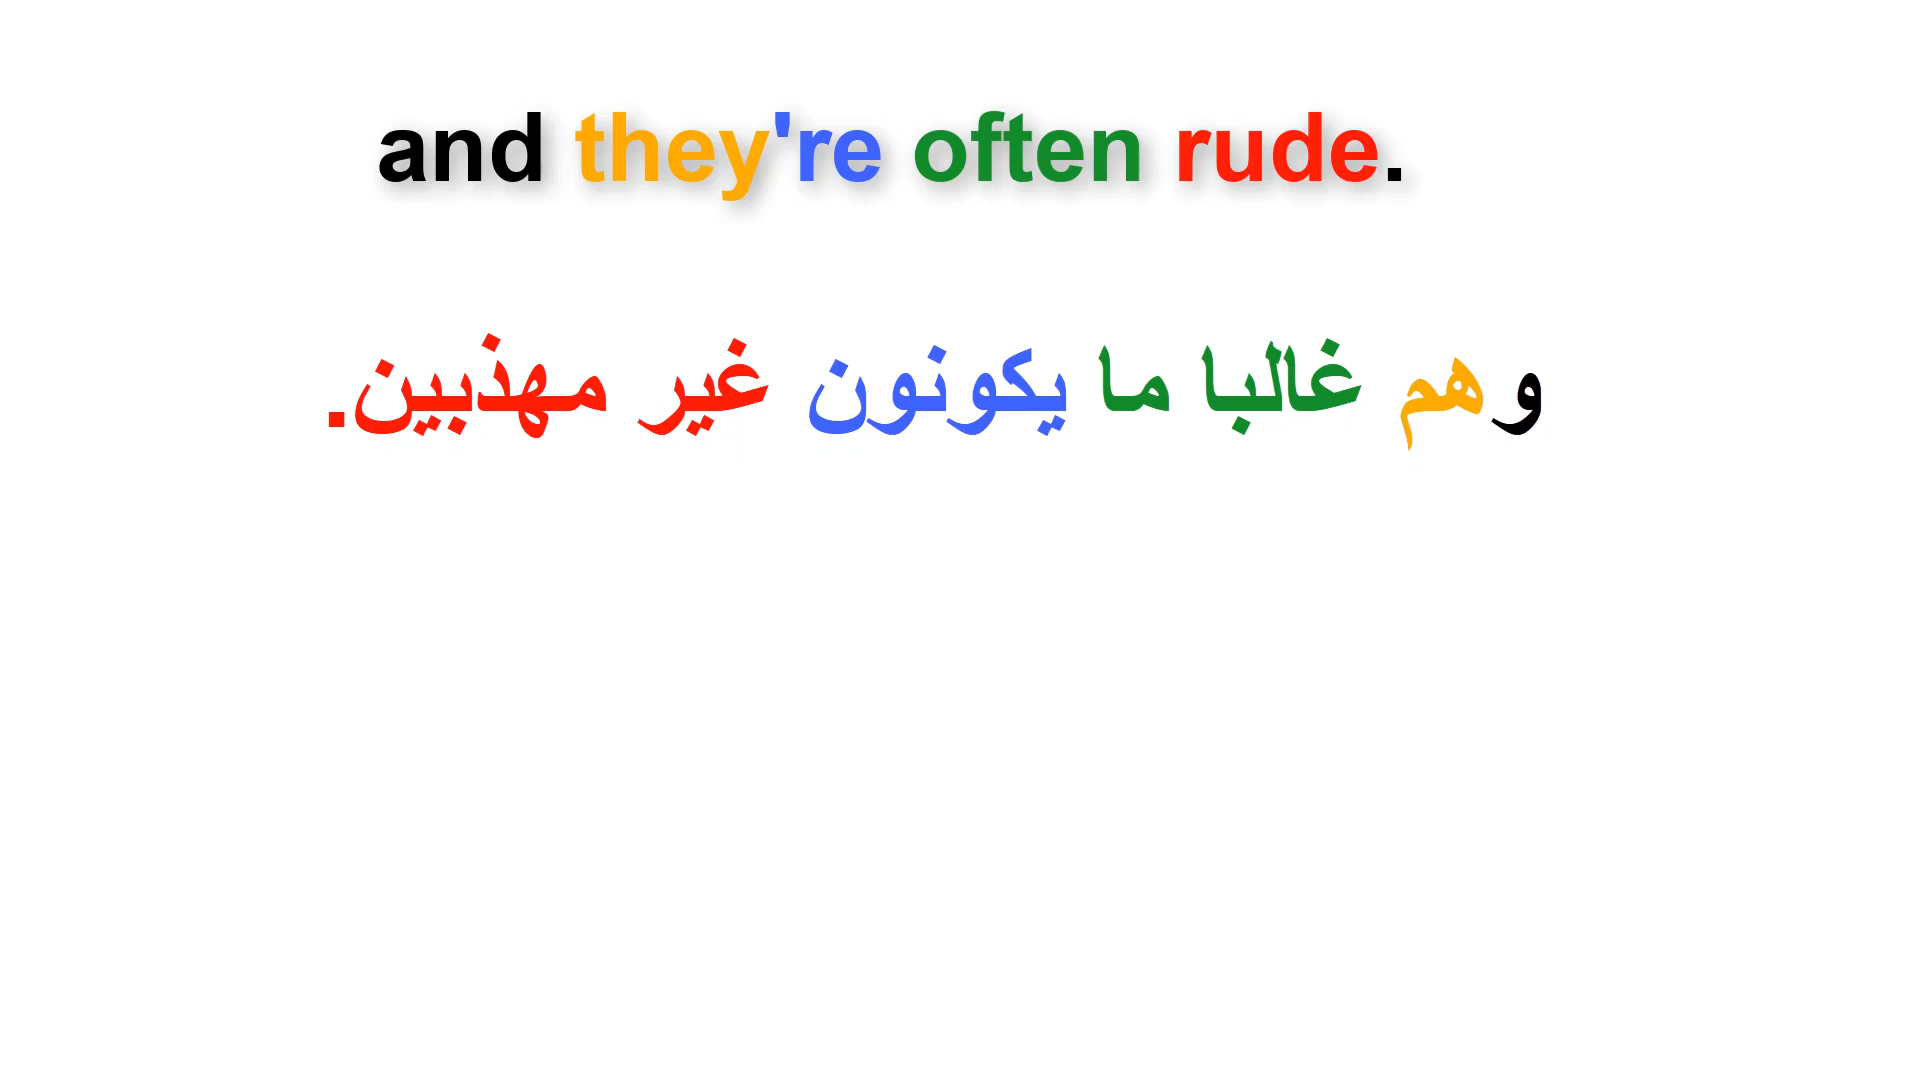 and they're often rude.
وهم غالبا ما يكونون غير مهذبين.